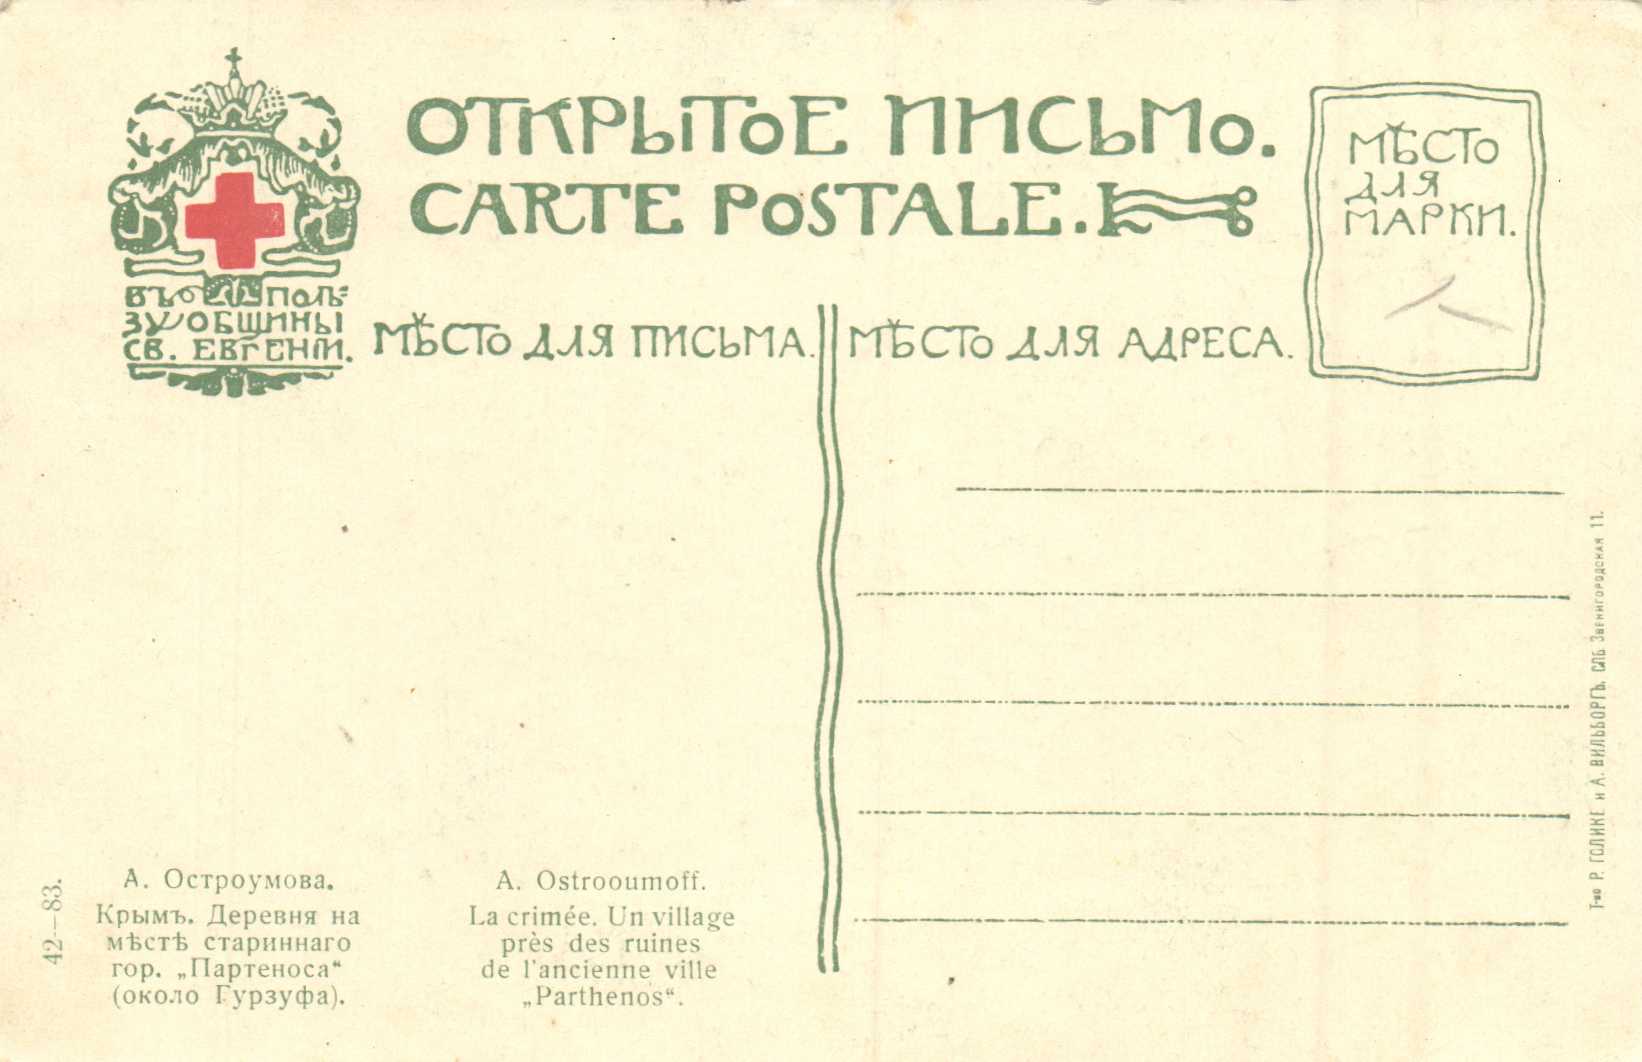 ОТКРЫТОЕ ПИСЬМО.
CARTE POSTALE.
МѢСТО
ДЛЯ
МАРКИ.
ВЪ ПОЛЬ=
ЗУ ОБЩИНЫ
СВ. ЕВГЕНІИ.
МѢСТО ДЛЯ ПИСЬМА.
МѢСТО ДЛЯ АДРЕСА.
42—83.
А. Остроумова.
Крымъ. Деревня на
мѣстѣ стариннаго
гор. „Партеноса“
(около Гурзуфа).
A. Ostrooumoff.
La crimée. Un village
près des ruines
de l'ancienne ville
„Parthenos“.
Т-во Р. ГОЛИКЕ и А. ВИЛЬБОРГЪ. СПБ Звенигородская 11.